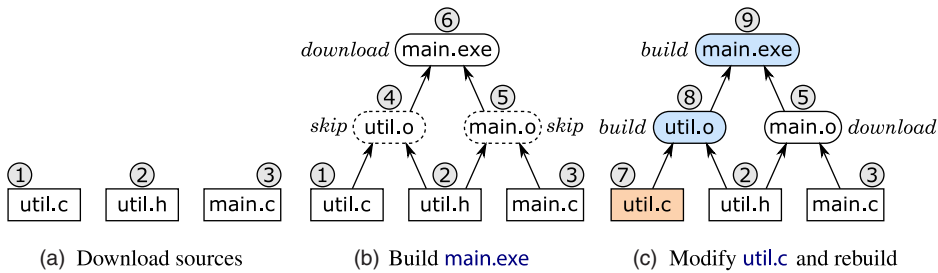 6
9
download main.exe
build main.exe
4
5
8
5
skip util.o
main.o skip
build util.o
main.o download
1
2
3
1
2
3
7
2
3
util.c
util.h
main.c
util.c
util.h
main.c
util.c
util.h
main.c
(a) Download sources
(b) Build main.exe
(c) Modify util.c and rebuild